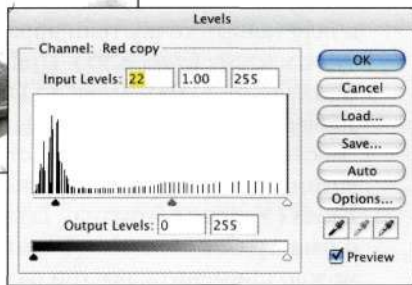 Levels
Channel: Red copy
Input Levels: 22 1.00 255
Output Levels: 0 255
OK
Cancel
Load...
Save...
Auto
Options...
Preview